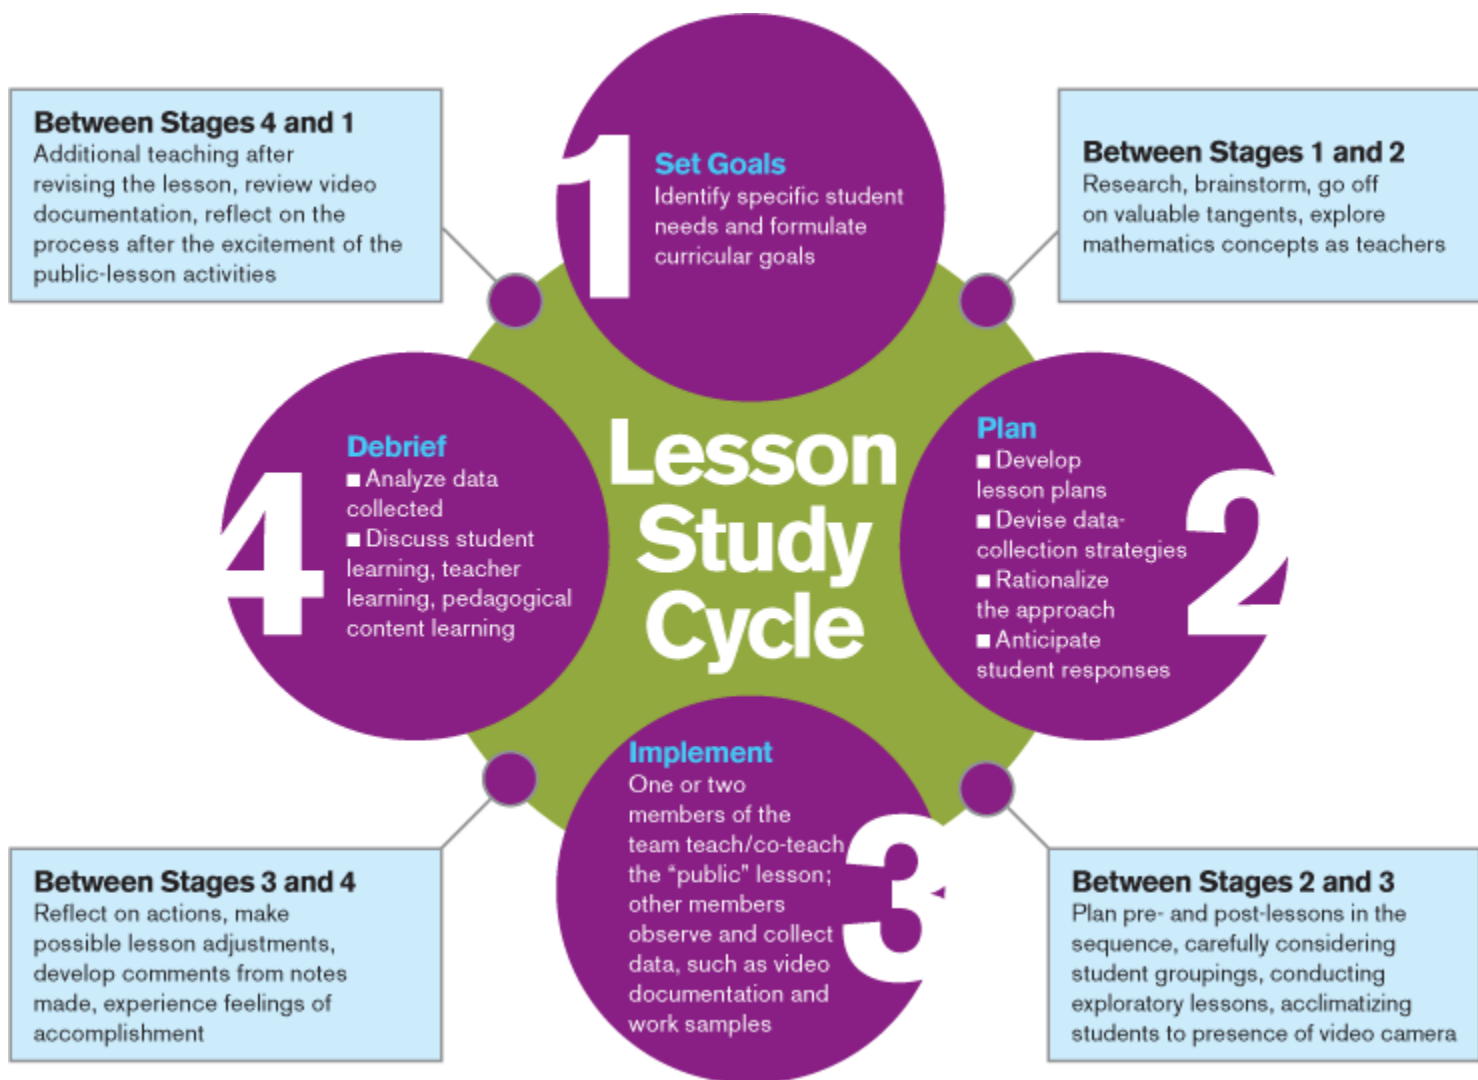 Between Stages 4 and 1
Additional teaching after
revising the lesson, review video
documentation, reflect on the
process after the excitement of the
public-lesson activities
1
Set Goals
Identify specific student
needs and formulate
curricular goals
Between Stages 1 and 2
Research, brainstorm, go off
on valuable tangents, explore
mathematics concepts as teachers
4
Debrief
■ Analyze data
collected
■ Discuss student
learning, teacher
learning, pedagogical
content learning
Lesson
Study
Cycle
Plan
■ Develop
lesson plans
■ Devise data-
collection strategies
■ Rationalize
the approach
■ Anticipate
student responses
2
Implement
One or two
members of the
team teach/co-teach
the “public” lesson;
other members
observe and collect
data, such as video
documentation and
work samples
3
Between Stages 3 and 4
Reflect on actions, make
possible lesson adjustments,
develop comments from notes
made, experience feelings of
accomplishment
Between Stages 2 and 3
Plan pre- and post-lessons in the
sequence, carefully considering
student groupings, conducting
exploratory lessons, acclimatizing
students to presence of video camera